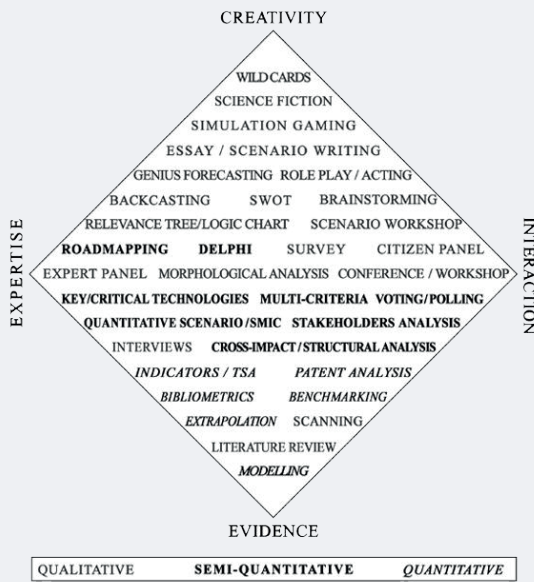 CREATIVITY
WILD CARDS
SCIENCE FICTION
SIMULATION GAMING
ESSAY / SCENARIO WRITING
GENIUS FORECASTING ROLE PLAY / ACTING
BACKCASTING SWOT BRAINSTORMING
RELEVANCE TREE/LOGIC CHART SCENARIO WORKSHOP
ROADMAPPING DELPHI SURVEY CITIZEN PANEL
EXPERT PANEL MORPHOLOGICAL ANALYSIS CONFERENCE / WORKSHOP
KEY/CRITICAL TECHNOLOGIES MULTI-CRITERIA VOTING/POLLING
QUANTITATIVE SCENARIO/SMIC STAKEHOLDERS ANALYSIS
INTERVIEWS CROSS-IMPACT/STRUCTURAL ANALYSIS
INDICATORS / TSA PATENT ANALYSIS
BIBLIOMETRICS BENCHMARKING
EXTRAPOLATION SCANNING
LITERATURE REVIEW
MODELLING
EXPERTISE
INTERACTION
EVIDENCE
QUALITATIVE SEMI-QUANTITATIVE QUANTITATIVE